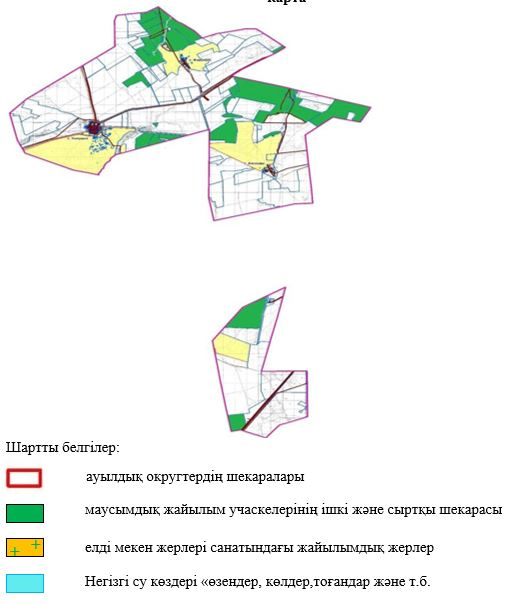 карта
Шартты белгілер:
ауылдық округтердің шекаралары
маусымдық жайылым учаскелерінің ішкі және сыртқы шекарасы
елді мекен жерлері санатындағы жайылымдық жерлер
Негізгі су көздері «өзендер, көлдер,тоғандар және т.б.